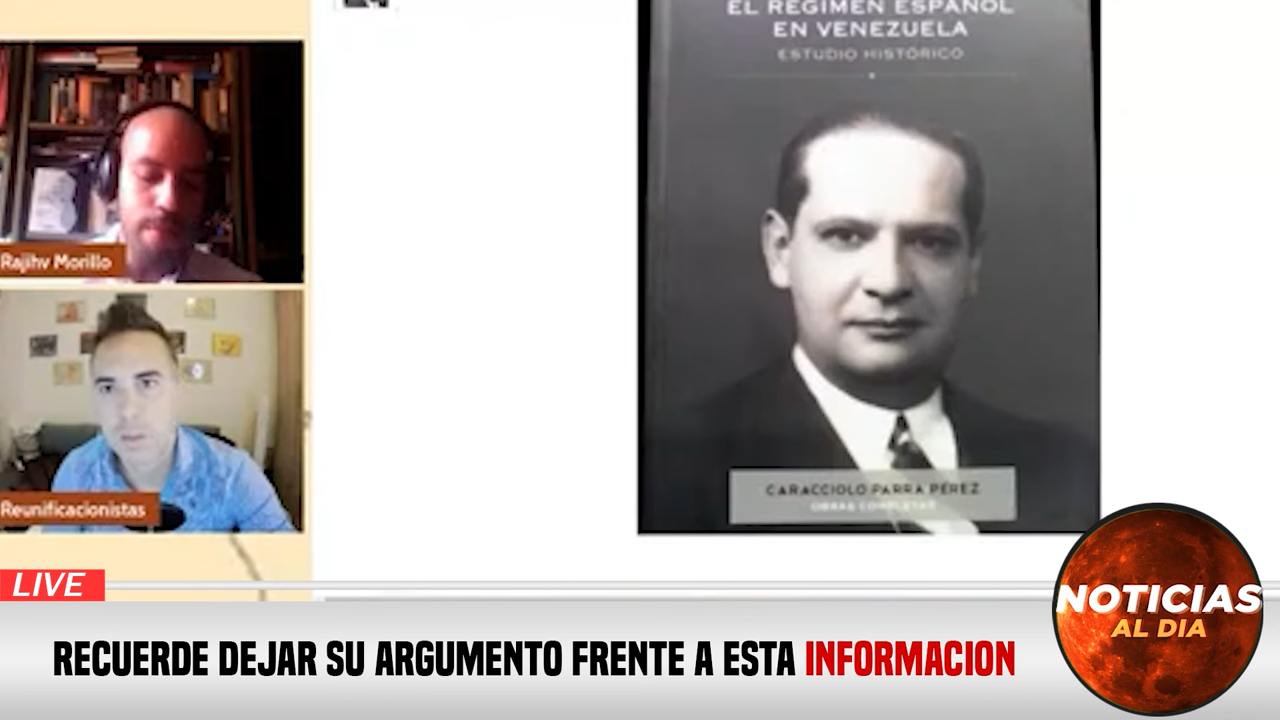 EL RÉGIMEN ESPAÑOL
EN VENEZUELA
ESTUDIO HISTÓRICO
Rajihv Morillo
CARACCIOLO PARRA PÉREZ
OBRAS COMPLETAS
Reunificacionistas
LIVE
NOTICIAS
AL DIA
RECUERDE DEJAR SU ARGUMENTO FRENTE A ESTA INFORMACION